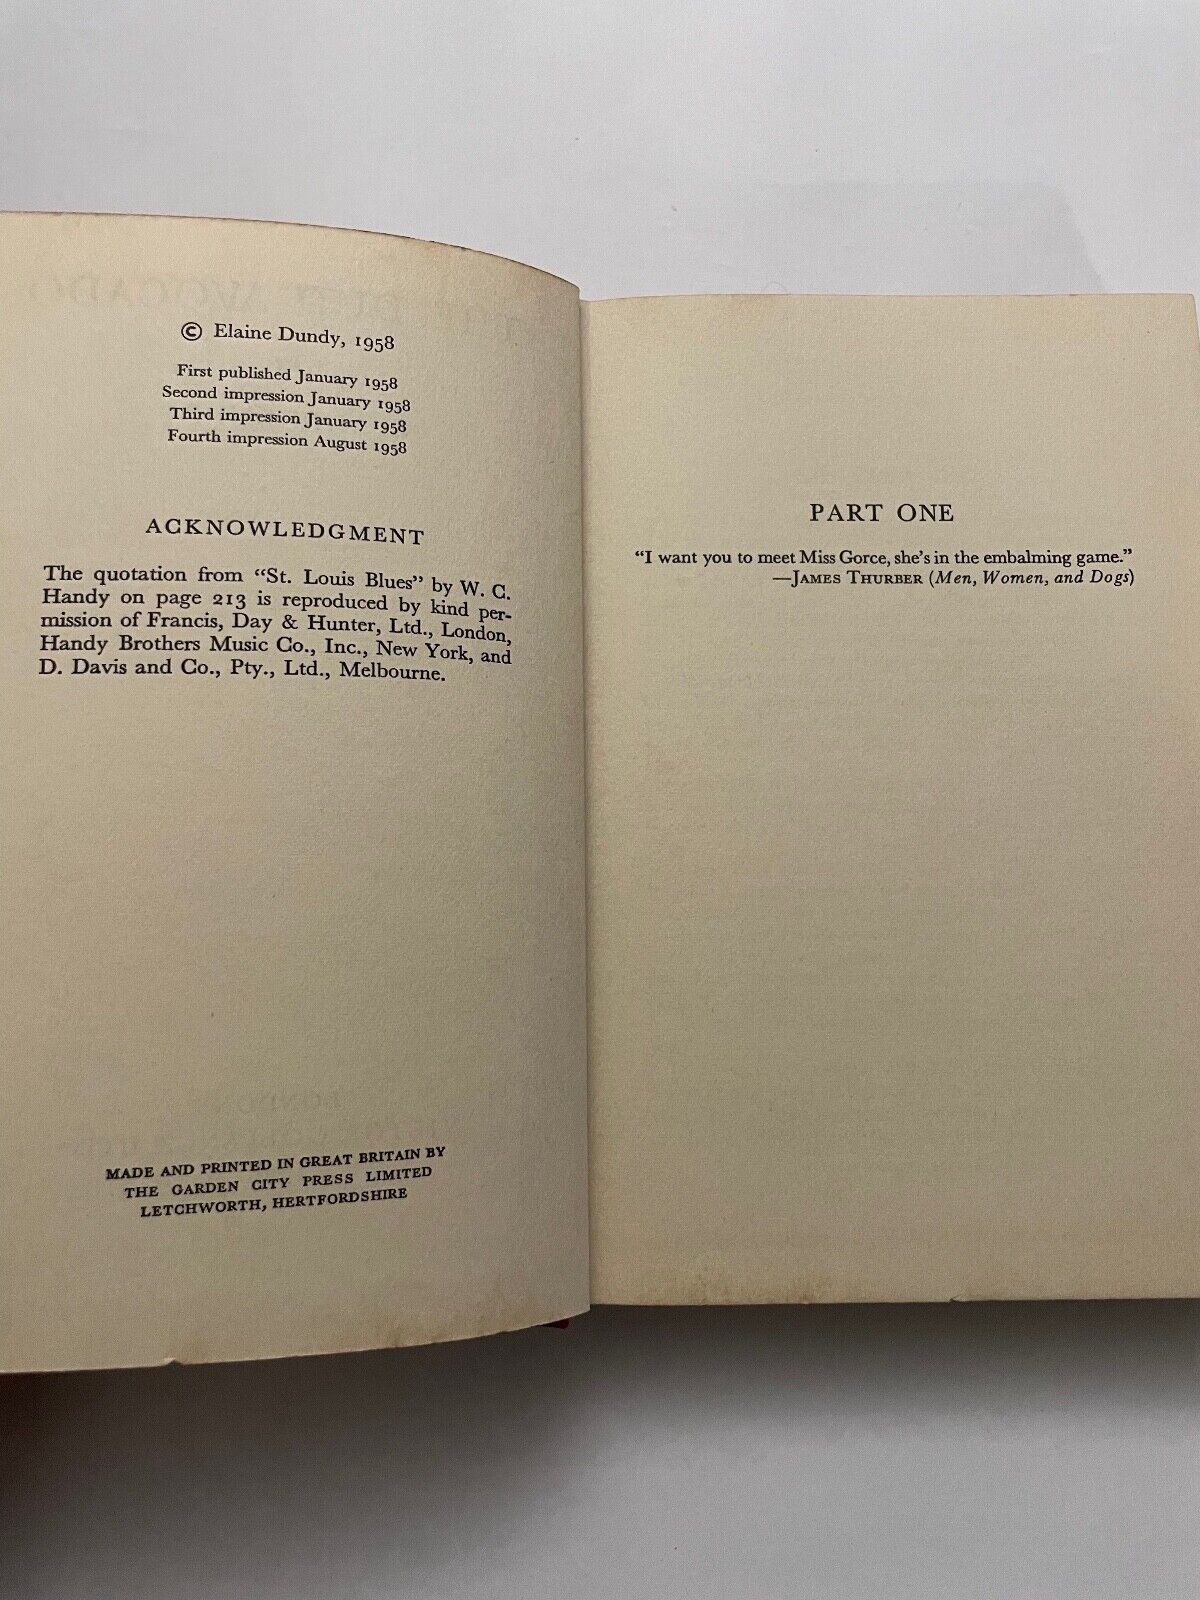 © Elaine Dundy, 1958
First published January 1958
Second impression January 1958
Third impression January 1958
Fourth impression August 1958
ACKNOWLEDGMENT
The quotation from “St. Louis Blues” by W. C.
Handy on page 213 is reproduced by kind per-
mission of Francis, Day & Hunter, Ltd., London,
Handy Brothers Music Co., Inc., New York, and
D. Davis and Co., Pty., Ltd., Melbourne.
MADE AND PRINTED IN GREAT BRITAIN BY
THE GARDEN CITY PRESS LIMITED
LETCHWORTH, HERTFORDSHIRE
PART ONE
“I want you to meet Miss Gorce, she's in the embalming game.”
—JAMES THURBER (Men, Women, and Dogs)